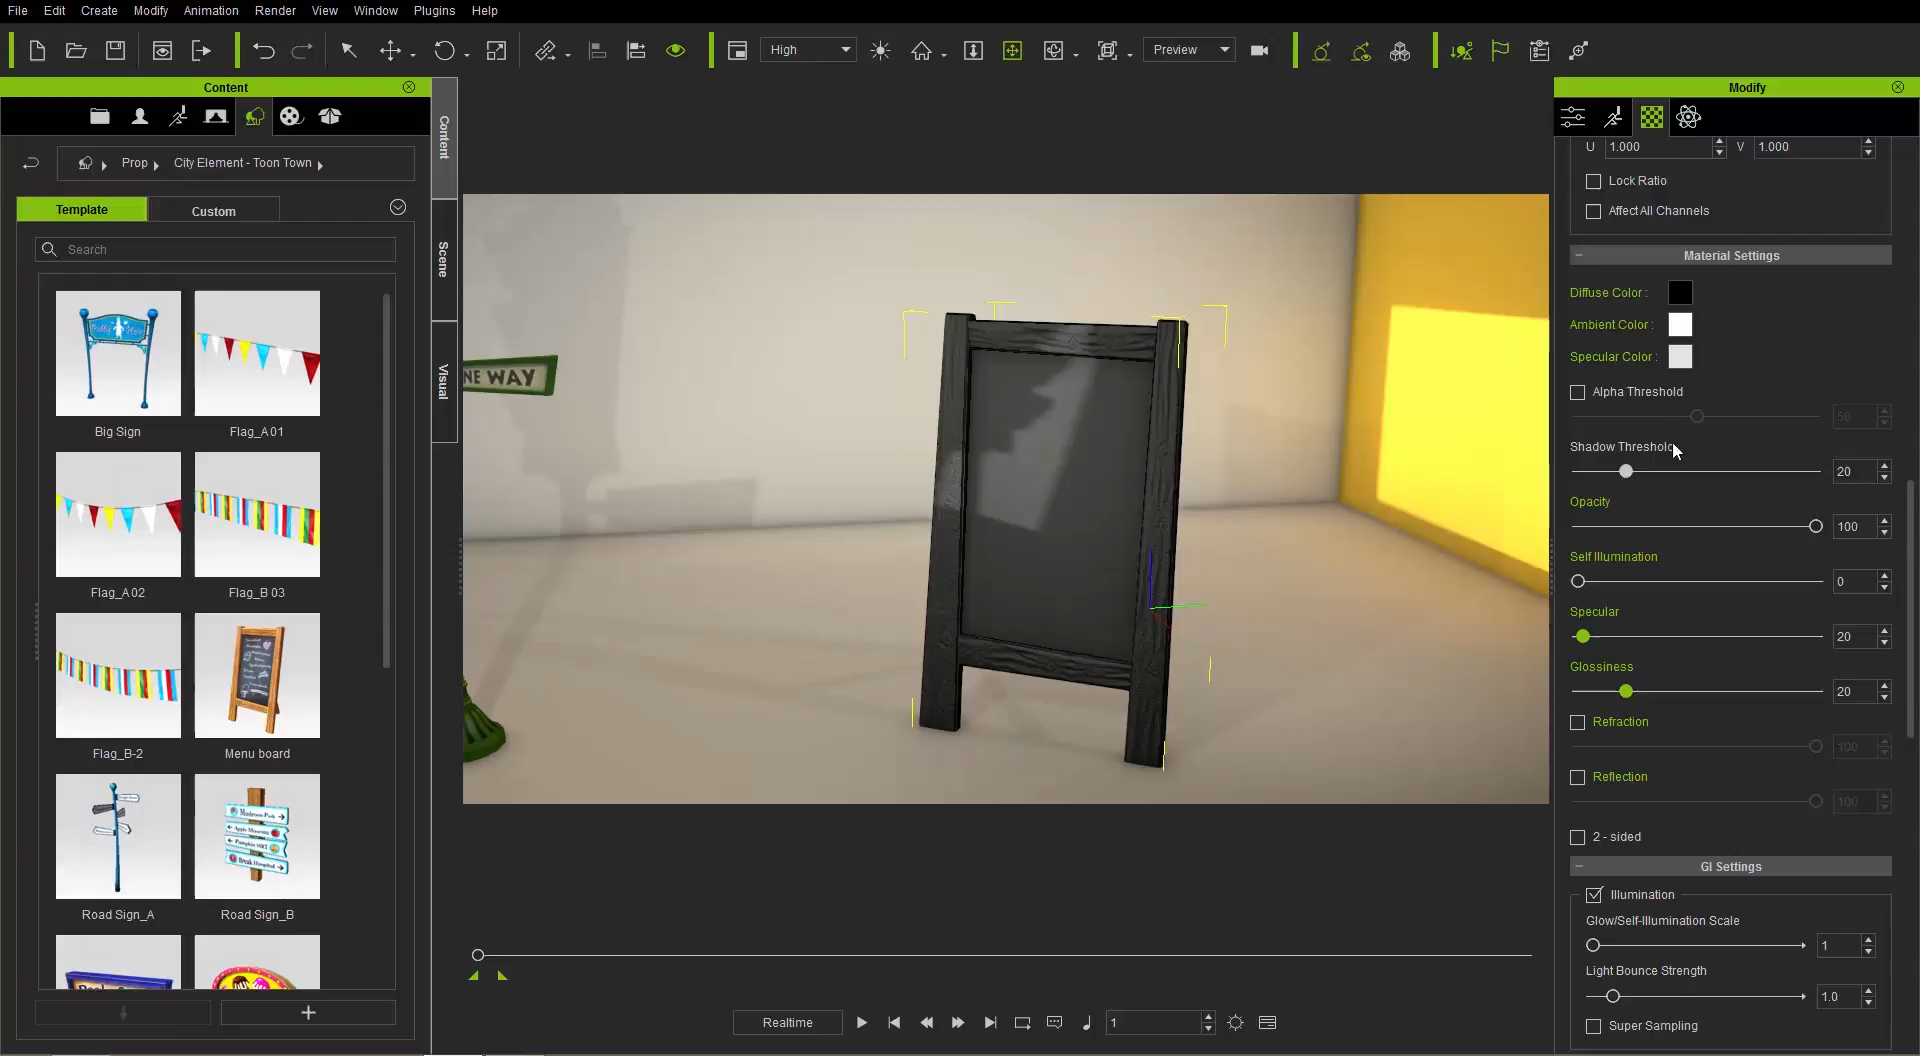 File Edit Create Modify Animation Render View Window Plugins Help
High
Preview
Content
Modify
Content
Scene
Visual
Prop
City Element - Toon Town
Template
Custom
Search
Big Sign
Flag_A01
Flag_A02
Flag_B 03
Flag_B-2
Menu board
Road Sign_A
Road Sign_B
NE WAY
Realtime
1
U 1.000 V 1.000
Lock Ratio
Affect All Channels
Material Settings
Diffuse Color :
Ambient Color :
Specular Color :
Alpha Threshold
50
Shadow Threshold
20
Opacity
100
Self Illumination
0
Specular
20
Glossiness
20
Refraction
100
Reflection
100
2 - sided
GI Settings
Illumination
Glow/Self-Illumination Scale
1
Light Bounce Strength
1.0
Super Sampling